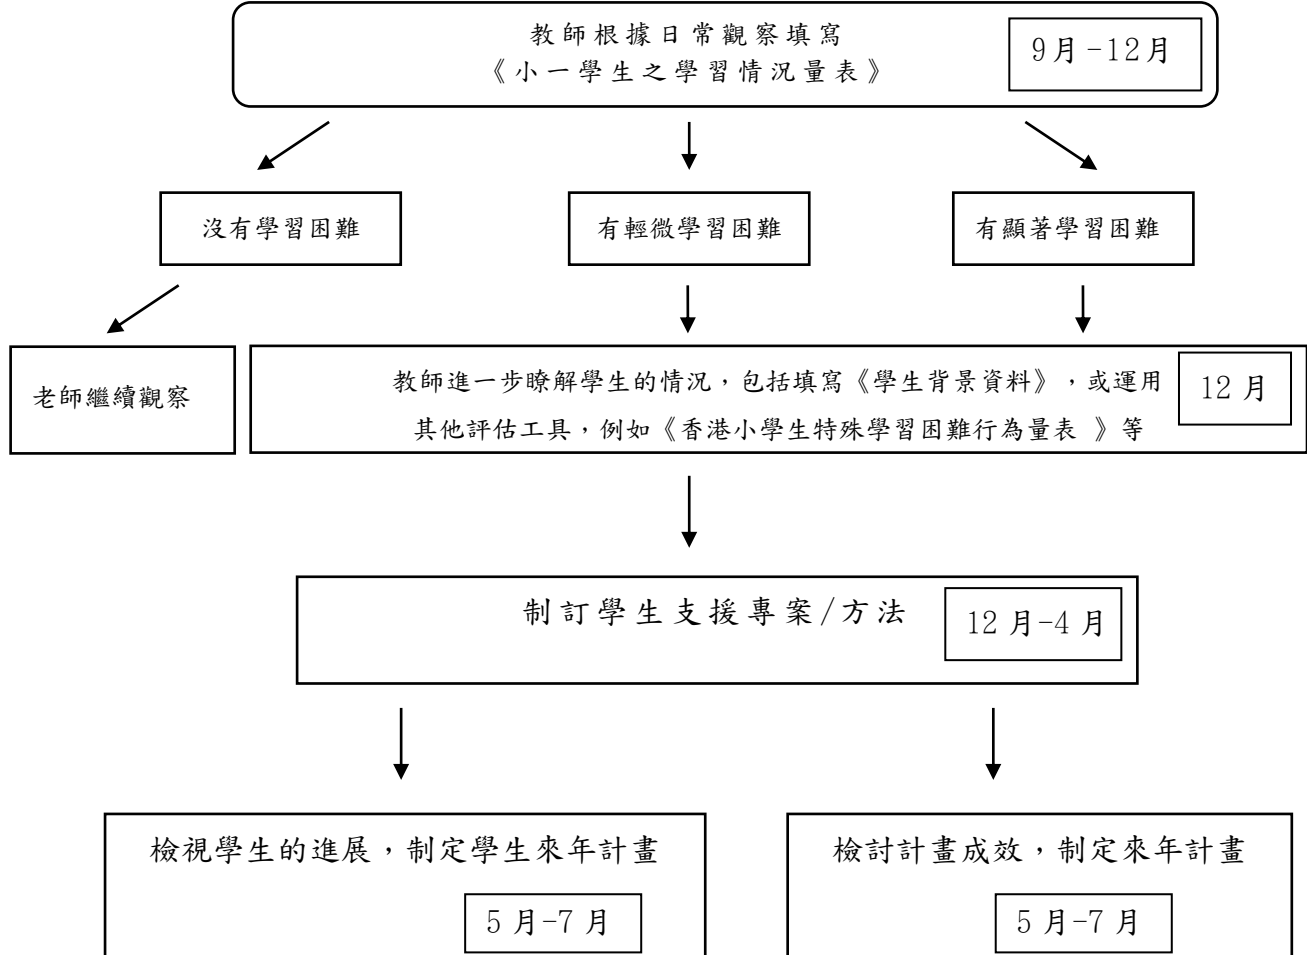 教師根據日常觀察填寫
《小一學生之學習情況量表》
9月-12月
沒有學習困難
有輕微學習困難
有顯著學習困難
老師繼續觀察
教師進一步瞭解學生的情況，包括填寫《學生背景資料》，或運用
其他評估工具，例如《香港小學生特殊學習困難行為量表 》等
12月
制訂學生支援專案/方法
12月-4月
檢視學生的進展，制定學生來年計畫
5月-7月
檢討計畫成效，制定來年計畫
5月-7月